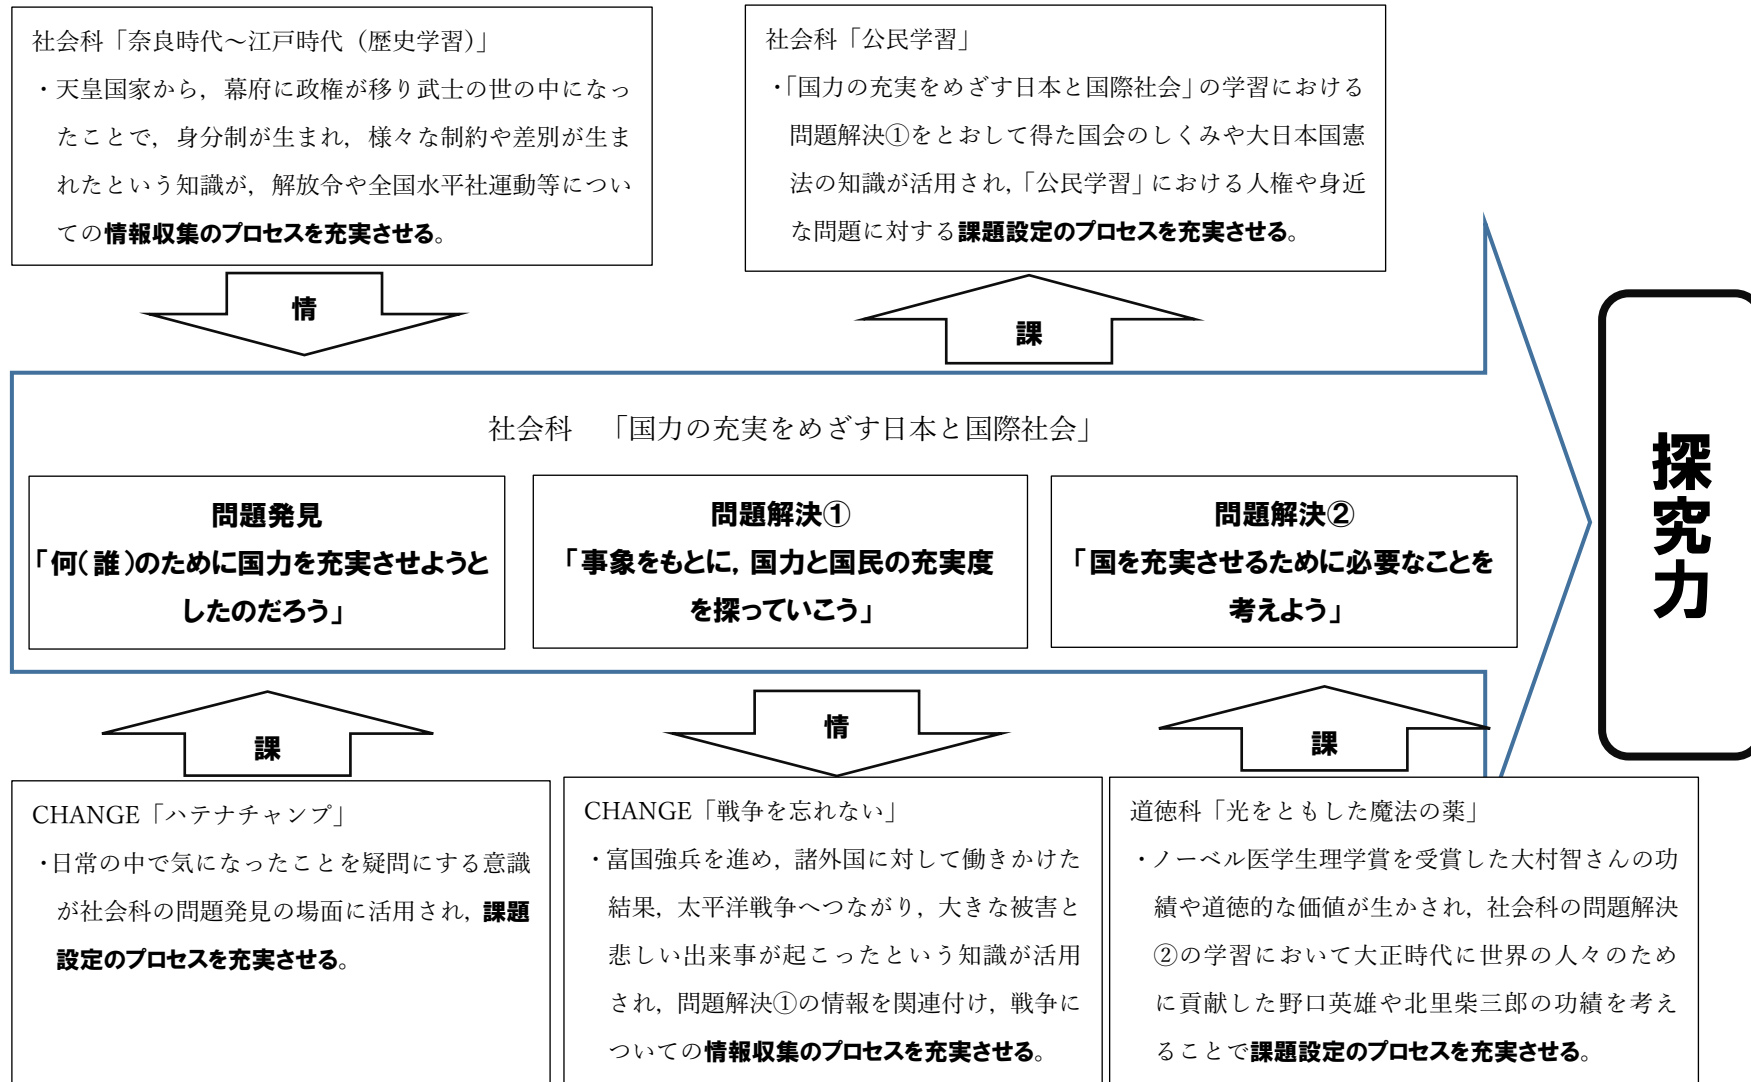 社会科「奈良時代～江戸時代（歴史学習）」
・天皇国家から，幕府に政権が移り武士の世の中になっ
たことで，身分制が生まれ，様々な制約や差別が生ま
れたという知識が，解放令や全国水平社運動等につい
ての情報収集のプロセスを充実させる。
社会科「公民学習」
・「国力の充実をめざす日本と国際社会」の学習における
問題解決①をとおして得た国会のしくみや大日本国憲
法の知識が活用され，「公民学習」における人権や身近
な問題に対する課題設定のプロセスを充実させる。
情
課
社会科　「国力の充実をめざす日本と国際社会」
問題発見
「何（誰）のために国力を充実させようと
したのだろう」
問題解決①
「事象をもとに，国力と国民の充実度
を探っていこう」
問題解決②
「国を充実させるために必要なことを
考えよう」
探究力
課
情
課
CHANGE「ハテナチャンプ」
・日常の中で気になったことを疑問にする意識
が社会科の問題発見の場面に活用され，課題
設定のプロセスを充実させる。
CHANGE「戦争を忘れない」
・富国強兵を進め，諸外国に対して働きかけた
結果，太平洋戦争へつながり，大きな被害と
悲しい出来事が起こったという知識が活用
され，問題解決①の情報を関連付け，戦争に
ついての情報収集のプロセスを充実させる。
道徳科「光をともした魔法の薬」
・ノーベル医学生理学賞を受賞した大村智さんの功
績や道徳的な価値が生かされ，社会科の問題解決
②の学習において大正時代に世界の人々のため
に貢献した野口英雄や北里柴三郎の功績を考え
ることで課題設定のプロセスを充実させる。